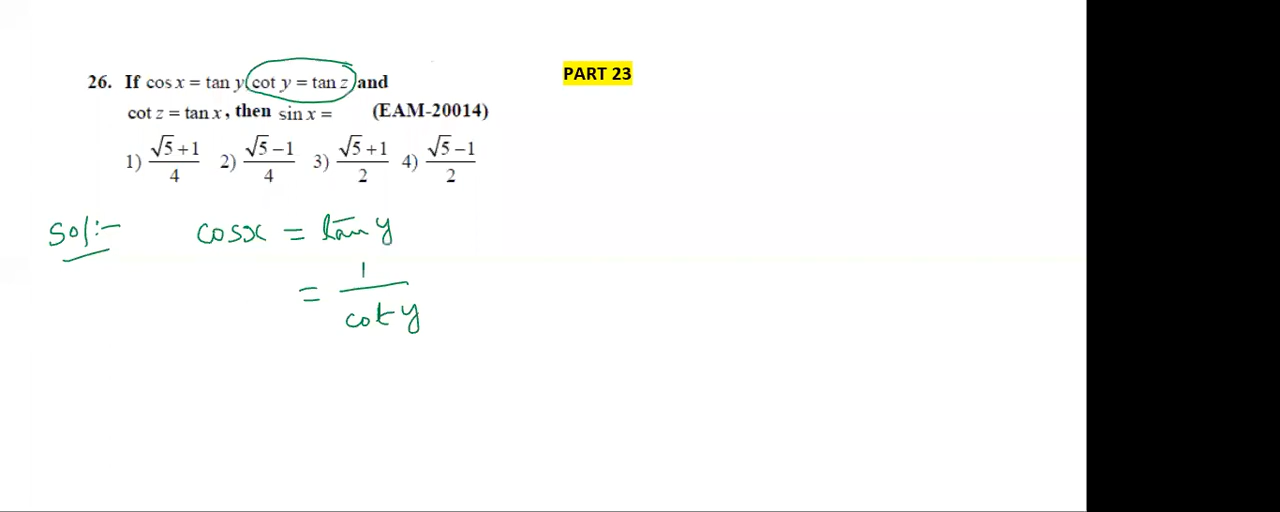 26. If cos x = tan y, cot y = tan z and
PART 23
cot z = tan x, then sin x = (EAM-20014)
1) (√5+1)/4 2) (√5−1)/4 3) (√5+1)/2 4) (√5−1)/2
Sol:- cosx = tan y
= 1/cot y